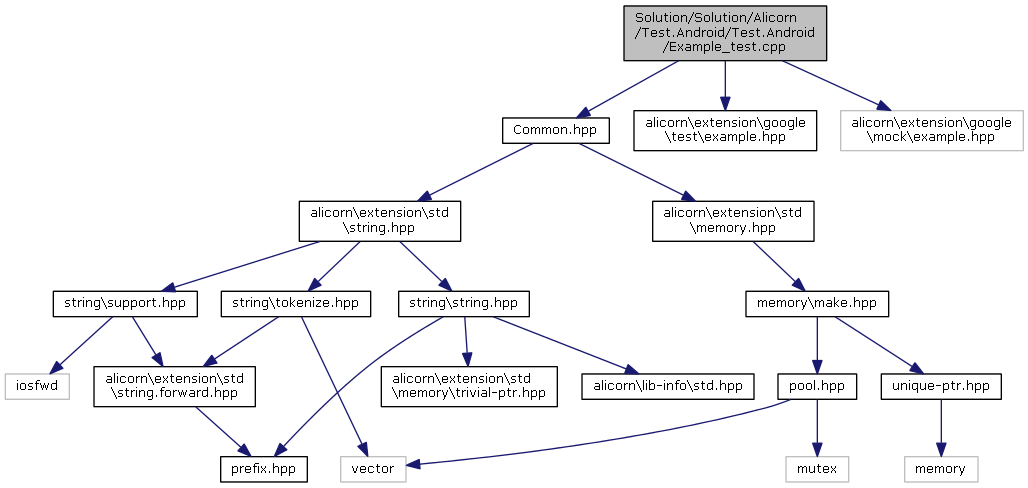 Solution/Solution/Alicorn
/Test.Android/Test.Android
/Example_test.cpp
Common.hpp
alicorn\extension\google
\test\example.hpp
alicorn\extension\google
\mock\example.hpp
alicorn\extension\std
\string.hpp
alicorn\extension\std
\memory.hpp
string\support.hpp
string\tokenize.hpp
string\string.hpp
memory\make.hpp
iosfwd
alicorn\extension\std
\string.forward.hpp
alicorn\extension\std
\memory\trivial-ptr.hpp
alicorn\lib-info\std.hpp
pool.hpp
unique-ptr.hpp
prefix.hpp
vector
mutex
memory